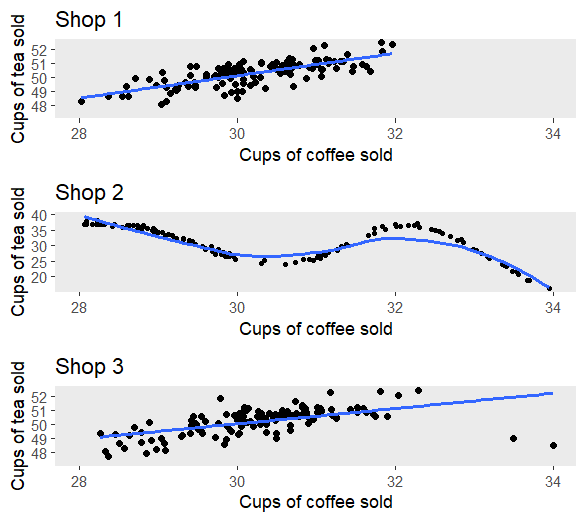 Shop 1
Cups of tea sold
52
51
50
49
48
28 30 32 34
Cups of coffee sold
Shop 2
Cups of tea sold
40
35
30
25
20
28 30 32 34
Cups of coffee sold
Shop 3
Cups of tea sold
52
51
50
49
48
28 30 32 34
Cups of coffee sold